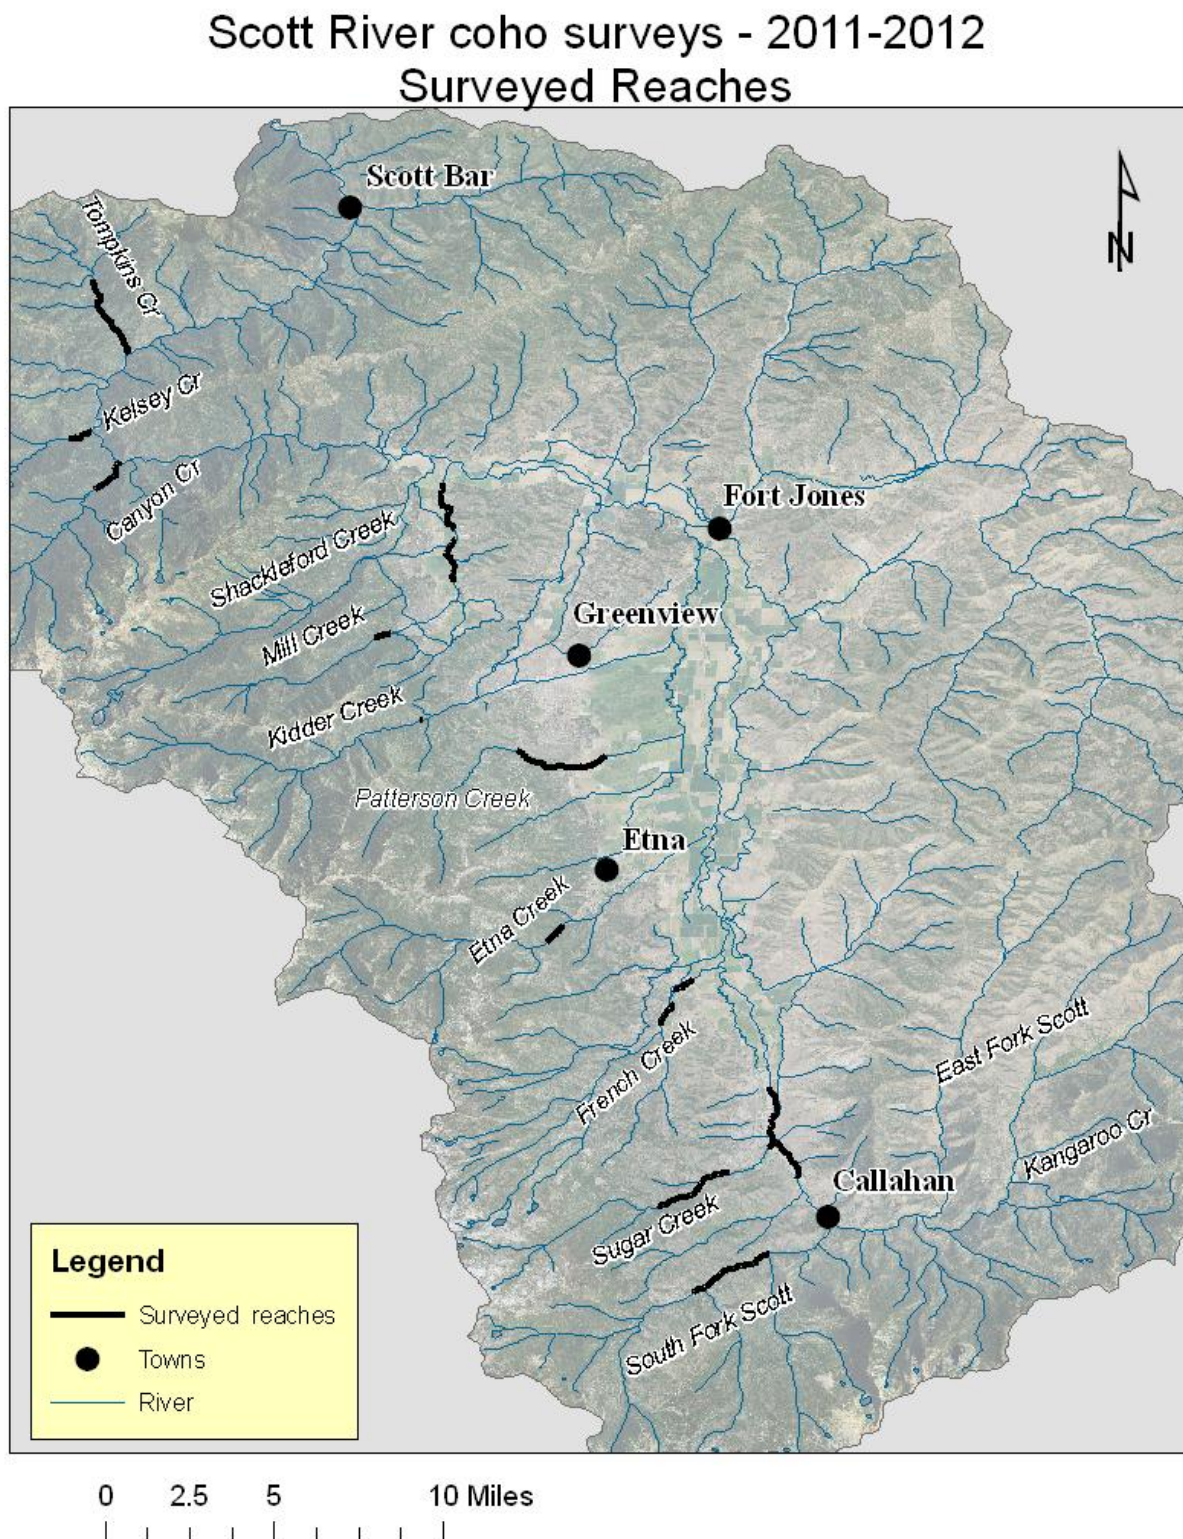 Scott River coho surveys - 2011-2012
Surveyed Reaches
Scott Bar
N
Tompkins Cr
Kelsey Cr
Canyon Cr
Fort Jones
Shackleford Creek
Greenview
Mill Creek
Kidder Creek
Patterson Creek
Etna
Etna Creek
French Creek
East Fork Scott
Kangaroo Cr
Callahan
Sugar Creek
South Fork Scott
Legend
Surveyed reaches
Towns
River
0 2.5 5 10 Miles